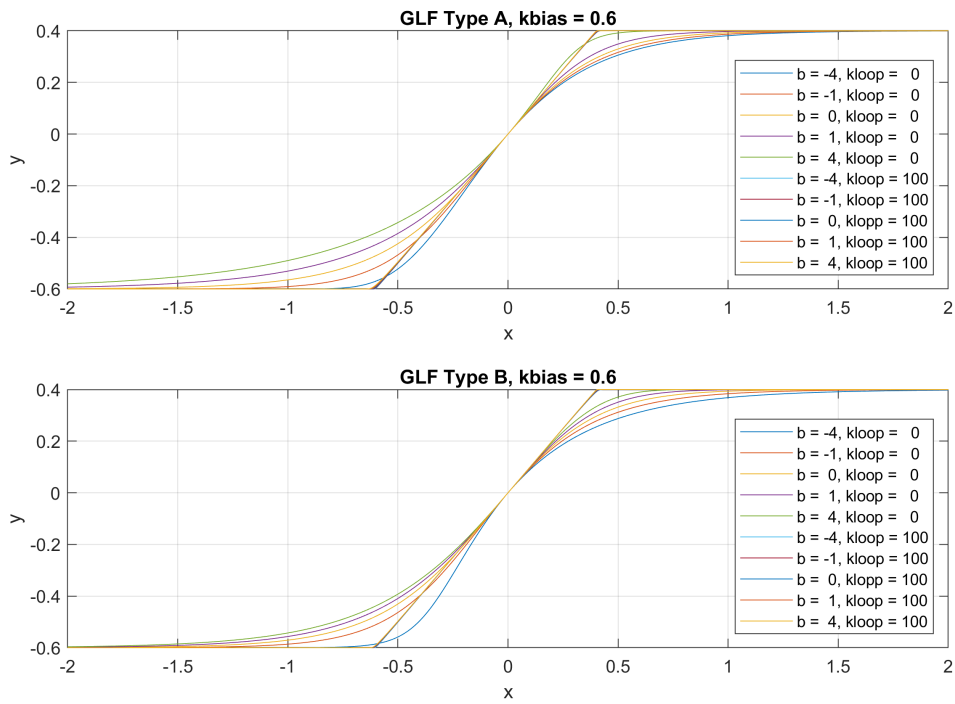 GLF Type A, kbias = 0.6
0.4
0.2
0
-0.2
-0.4
-0.6
y
b = -4, kloop = 0
b = -1, kloop = 0
b = 0, kloop = 0
b = 1, kloop = 0
b = 4, kloop = 0
b = -4, kloop = 100
b = -1, kloop = 100
b = 0, kloop = 100
b = 1, kloop = 100
b = 4, kloop = 100
-2 -1.5 -1 -0.5 0 0.5 1 1.5 2
x
GLF Type B, kbias = 0.6
0.4
0.2
0
-0.2
-0.4
-0.6
y
b = -4, kloop = 0
b = -1, kloop = 0
b = 0, kloop = 0
b = 1, kloop = 0
b = 4, kloop = 0
b = -4, kloop = 100
b = -1, kloop = 100
b = 0, klopp = 100
b = 1, kloop = 100
b = 4, kloop = 100
-2 -1.5 -1 -0.5 0 0.5 1 1.5 2
x